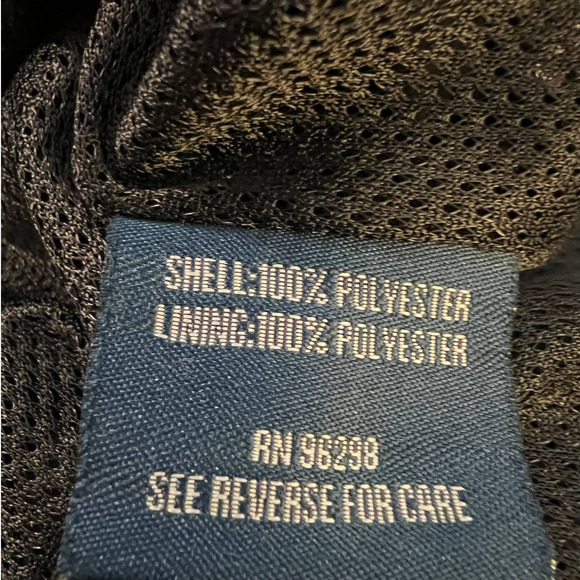 SHELL:100% POLYESTER
LINING:100% POLYESTER
RN 96298
SEE REVERSE FOR CARE